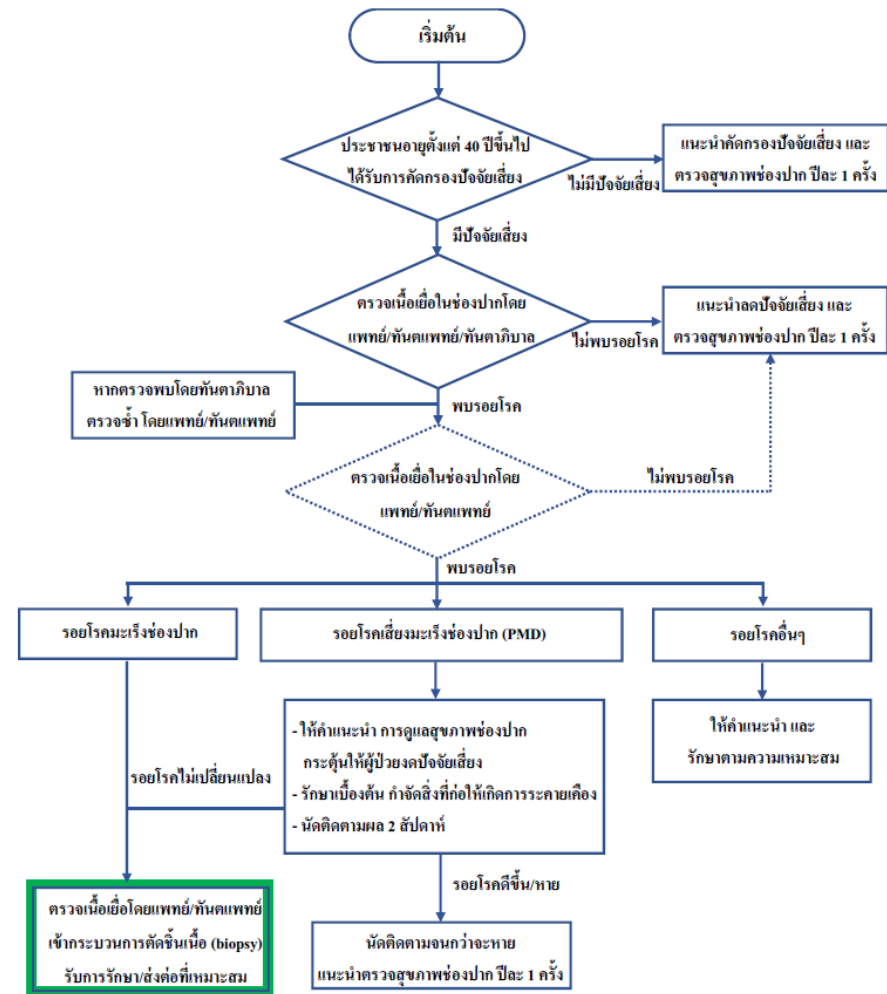 เริ่มต้น
ประชาชนอายุตั้งแต่ 40 ปีขึ้นไป
ได้รับการคัดกรองปัจจัยเสี่ยง
ไม่มีปัจจัยเสี่ยง
แนะนำคัดกรองปัจจัยเสี่ยง และ
ตรวจสุขภาพช่องปาก ปีละ 1 ครั้ง
มีปัจจัยเสี่ยง
ตรวจเนื้อเยื่อในช่องปากโดย
แพทย์/ทันตแพทย์/ทันตาภิบาล
ไม่พบรอยโรค
แนะนำลดปัจจัยเสี่ยง และ
ตรวจสุขภาพช่องปาก ปีละ 1 ครั้ง
หากตรวจพบโดยทันตาภิบาล
ตรวจซ้ำ โดยแพทย์/ทันตแพทย์
พบรอยโรค
ตรวจเนื้อเยื่อในช่องปากโดย
แพทย์/ทันตแพทย์
ไม่พบรอยโรค
พบรอยโรค
รอยโรคมะเร็งช่องปาก
รอยโรคเสี่ยงมะเร็งช่องปาก (PMD)
รอยโรคอื่นๆ
- ให้คำแนะนำ การดูแลสุขภาพช่องปาก
กระตุ้นให้ผู้ป่วยงดปัจจัยเสี่ยง
- รักษาเบื้องต้น กำจัดสิ่งที่ก่อให้เกิดการระคายเคือง
- นัดติดตามผล 2 สัปดาห์
ให้คำแนะนำ และ
รักษาตามความเหมาะสม
รอยโรคไม่เปลี่ยนแปลง
รอยโรคดีขึ้น/หาย
ตรวจเนื้อเยื่อโดยแพทย์/ทันตแพทย์
เข้ากระบวนการตัดชิ้นเนื้อ (biopsy)
รับการรักษา/ส่งต่อที่เหมาะสม
นัดติดตามจนกว่าจะหาย
แนะนำตรวจสุขภาพช่องปาก ปีละ 1 ครั้ง